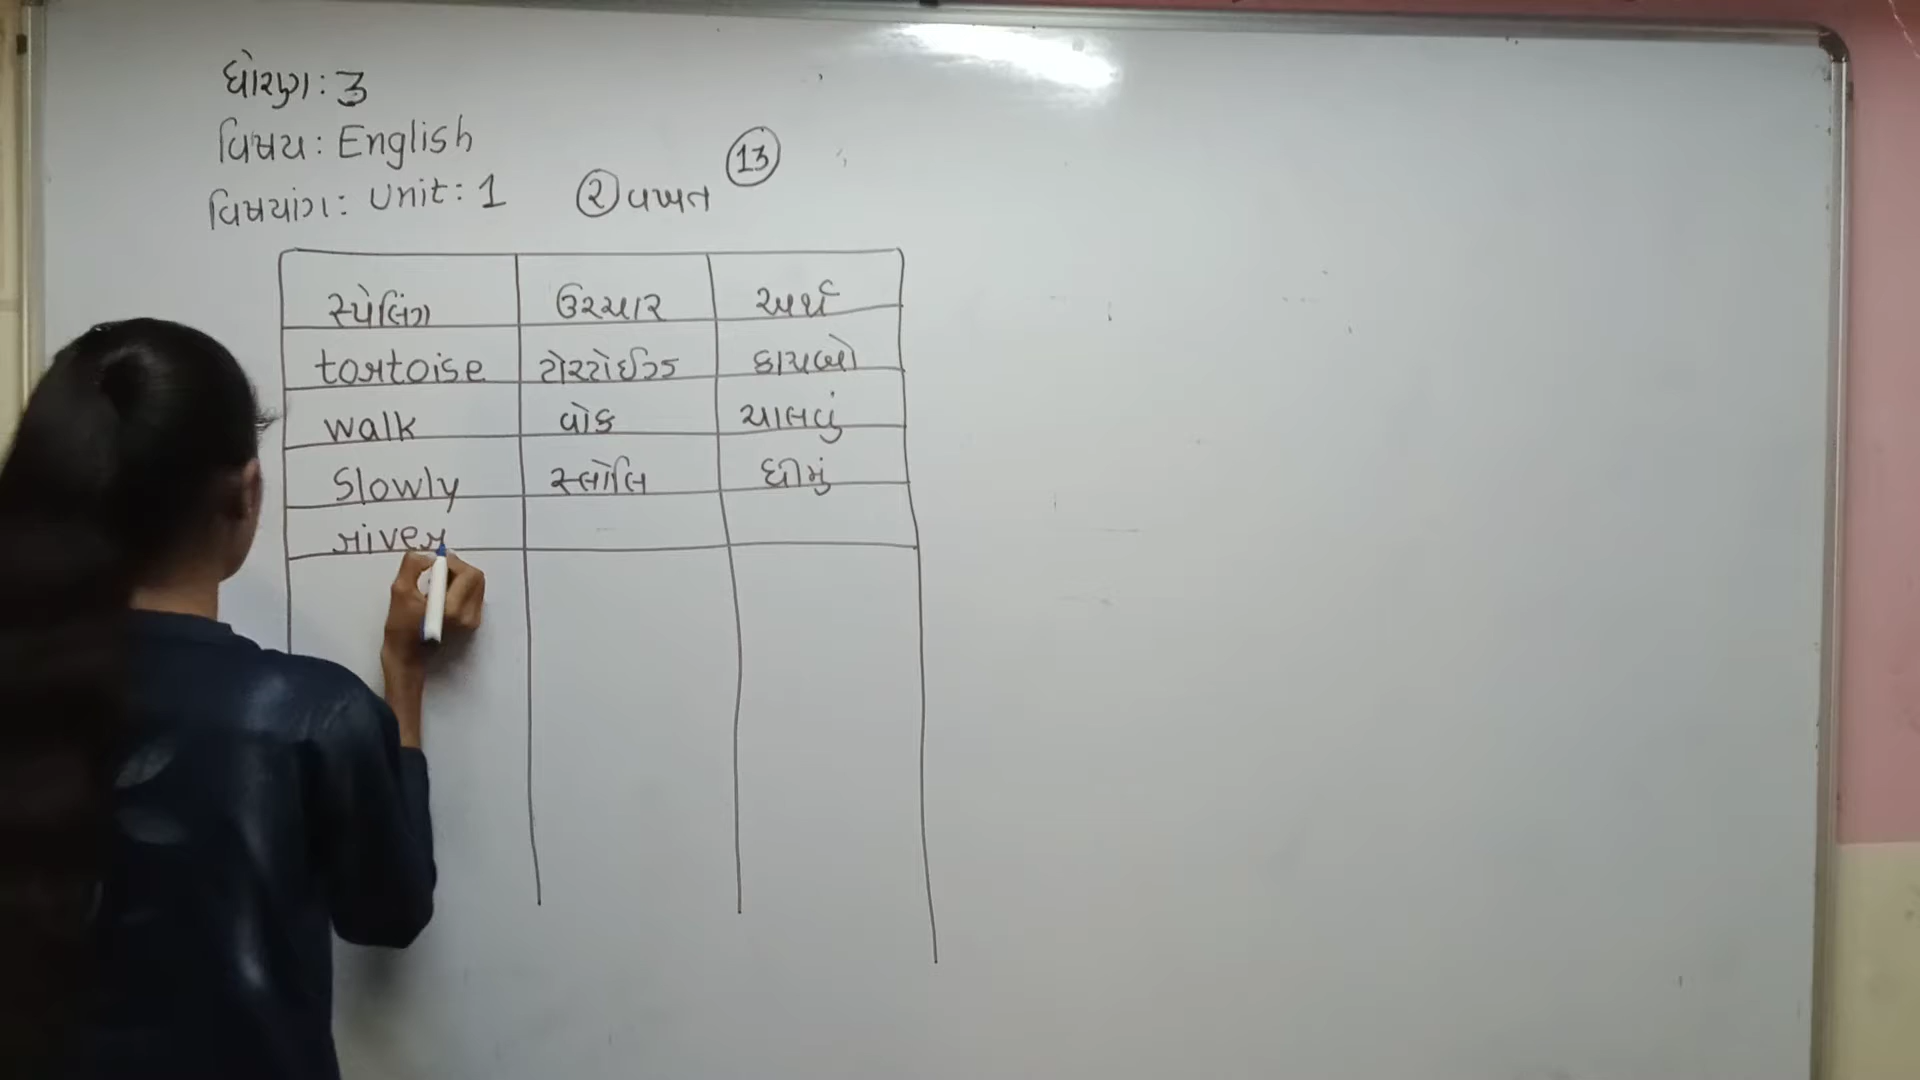 ધોરણ : 3
વિષય : English
વિષયાંગ : Unit : 1 ૨ વખત 13
સ્પેલિંગ ઉચ્ચાર અર્થ
tortoise ટોરટોઈઝ કાચબો
walk વોક ચાલવું
Slowly સ્લોલિ ધીમું
river